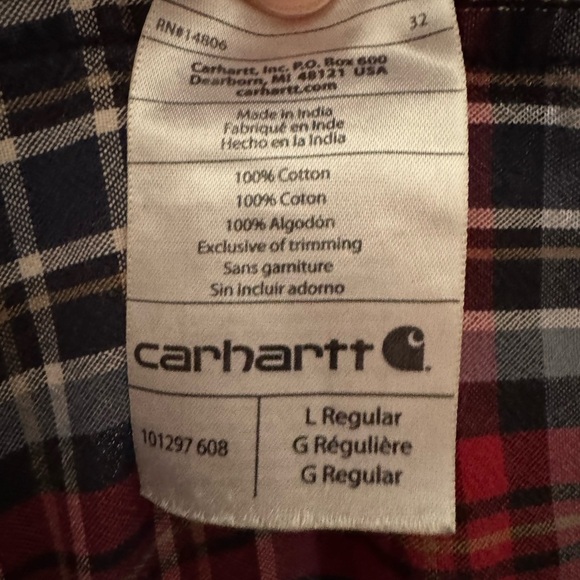 RN#14806 32
Carhartt, Inc. P.O. Box 600
Dearborn, MI 48121 USA
carhartt.com
Made in India
Fabriqué en Inde
Hecho en la India
100% Cotton
100% Coton
100% Algodón
Exclusive of trimming
Sans garniture
Sin incluir adorno
carhartt
101297 608
L Regular
G Régulière
G Regular